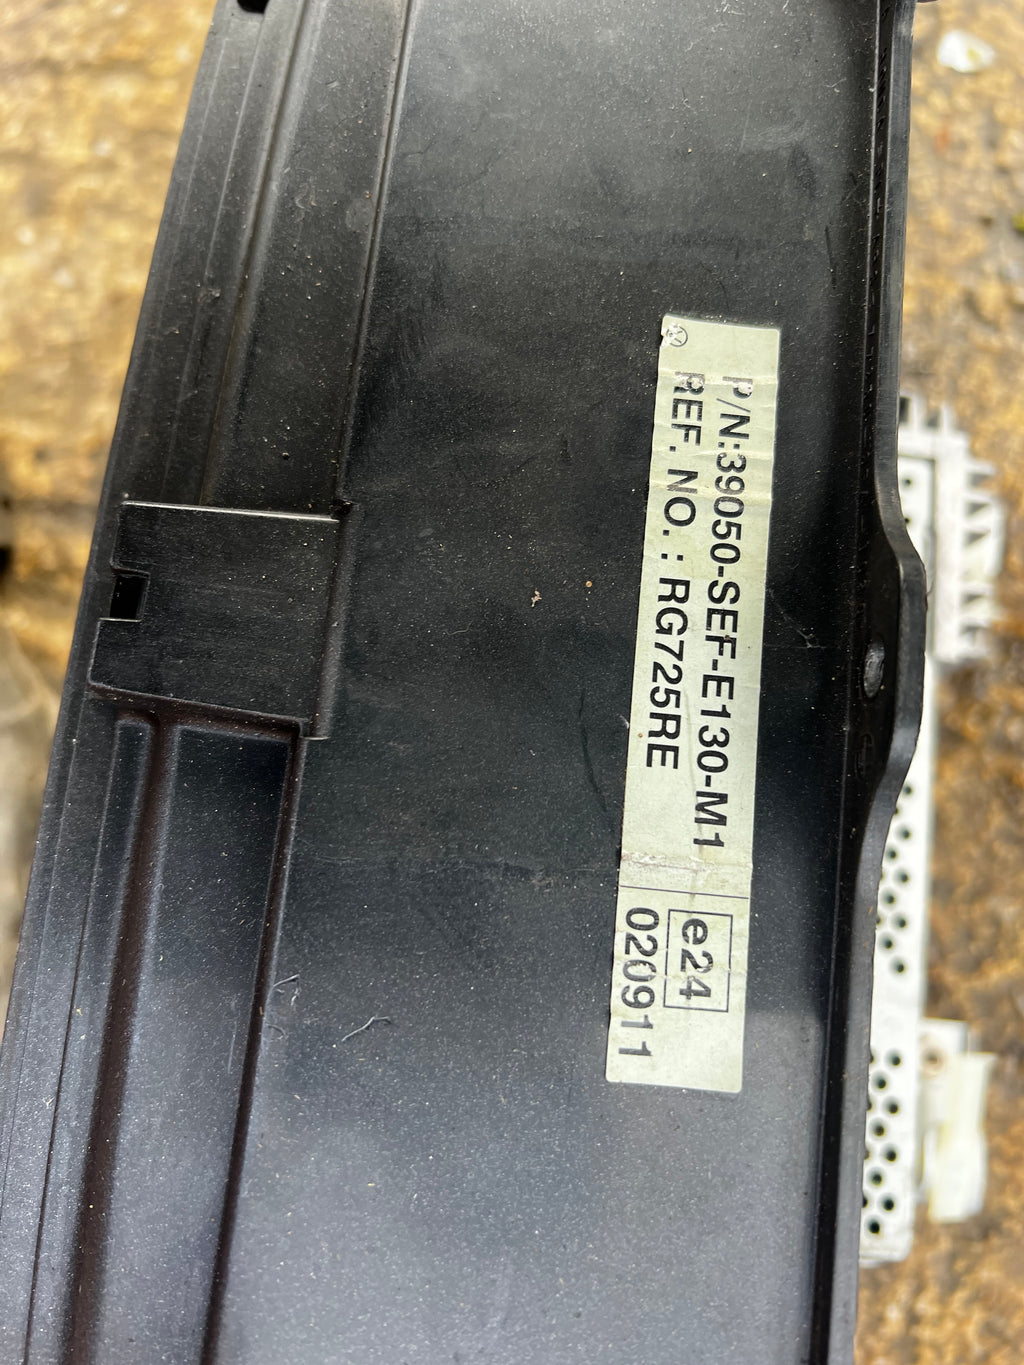 P/N:39050-SEF-E130-M1
REF. NO. : RG725RE
e24
020911